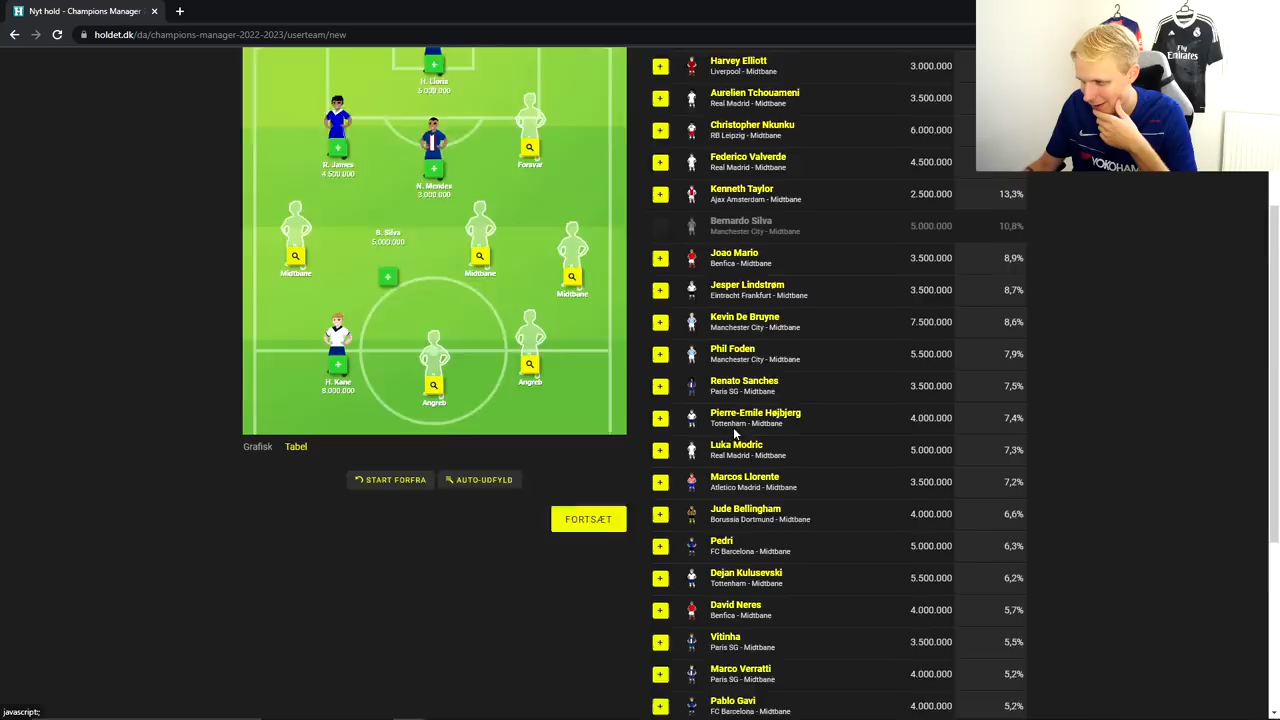 Nyt hold - Champions Manager
holdet.dk/da/champions-manager-2022-2023/userteam/new
H. Lloris
5.000.000
R. James
4.500.000
N. Mendes
3.000.000
Forsvar
Midtbane
B. Silva
5.000.000
Midtbane
Midtbane
H. Kane
8.000.000
Angreb
Angreb
Grafisk Tabel
START FORFRA
AUTO-UDFYLD
FORTSÆT
Harvey Elliott 3.000.000
Liverpool - Midtbane
Aurelien Tchouameni 3.500.000
Real Madrid - Midtbane
Christopher Nkunku 6.000.000
RB Leipzig - Midtbane
Federico Valverde 4.500.000
Real Madrid - Midtbane
Kenneth Taylor 2.500.000 13,3%
Ajax Amsterdam - Midtbane
Bernardo Silva 5.000.000 10,8%
Manchester City - Midtbane
Joao Mario 3.500.000 8,9%
Benfica - Midtbane
Jesper Lindstrøm 3.500.000 8,7%
Eintracht Frankfurt - Midtbane
Kevin De Bruyne 7.500.000 8,6%
Manchester City - Midtbane
Phil Foden 5.500.000 7,9%
Manchester City - Midtbane
Renato Sanches 3.500.000 7,5%
Paris SG - Midtbane
Pierre-Emile Højbjerg 4.000.000 7,4%
Tottenham - Midtbane
Luka Modric 5.000.000 7,3%
Real Madrid - Midtbane
Marcos Llorente 3.500.000 7,2%
Atletico Madrid - Midtbane
Jude Bellingham 4.000.000 6,6%
Borussia Dortmund - Midtbane
Pedri 5.000.000 6,3%
FC Barcelona - Midtbane
Dejan Kulusevski 5.500.000 6,2%
Tottenham - Midtbane
David Neres 4.000.000 5,7%
Benfica - Midtbane
Vitinha 3.500.000 5,5%
Paris SG - Midtbane
Marco Verratti 4.000.000 5,2%
Paris SG - Midtbane
Pablo Gavi 4.000.000 5,2%
FC Barcelona - Midtbane
Fly
Emirates
YOKOHAMA
javascript:;